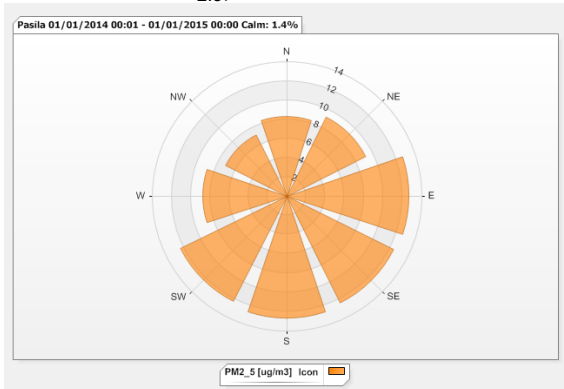 Pasila 01/01/2014 00:01 - 01/01/2015 00:00 Calm: 1.4%
N
14
12
NW
NE
10
8
6
4
2
W
E
SW
SE
S
PM2_5 [ug/m3] Icon